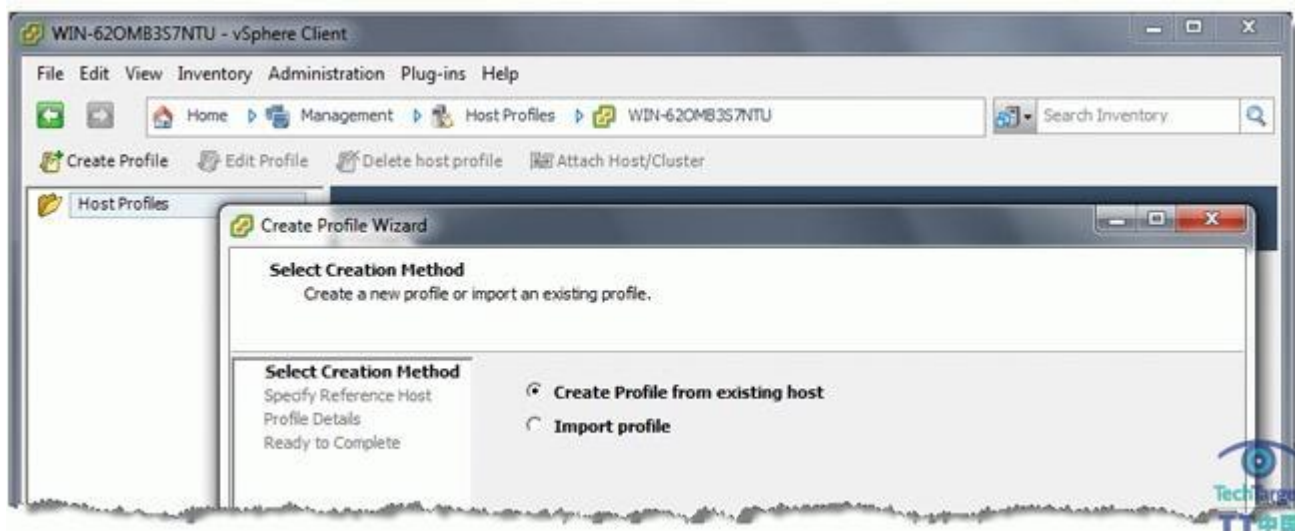 WIN-62OMB3S7NTU - vSphere Client
File Edit View Inventory Administration Plug-ins Help
Home Management Host Profiles WIN-62OMB3S7NTU Search Inventory
Create Profile Edit Profile Delete host profile Attach Host/Cluster
Host Profiles
Create Profile Wizard
Select Creation Method
Create a new profile or import an existing profile.
Select Creation Method
Specify Reference Host
Profile Details
Ready to Complete
Create Profile from existing host
Import profile
TechTarge